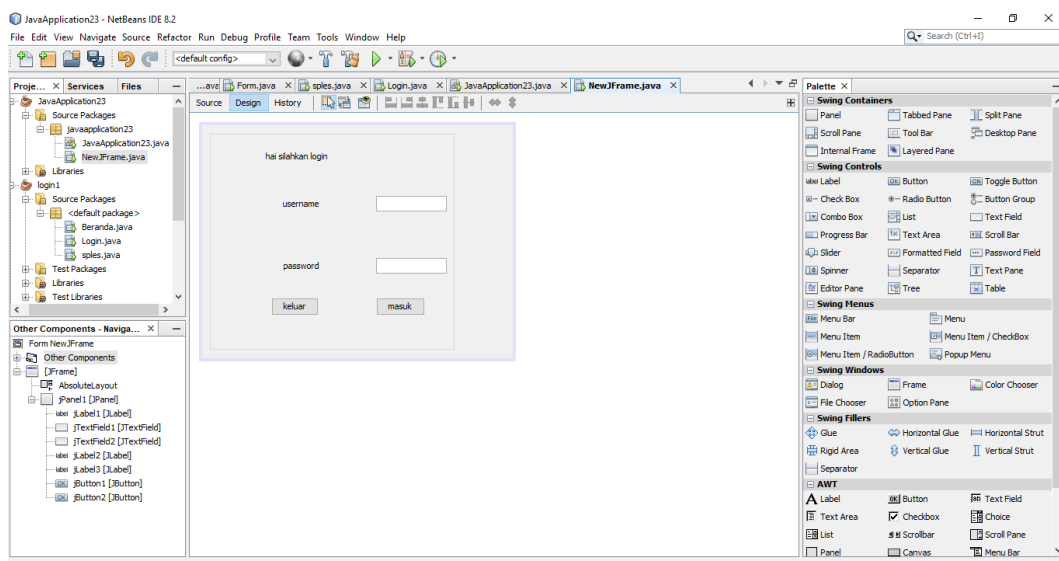 JavaApplication23 - NetBeans IDE 8.2
File Edit View Navigate Source Refactor Run Debug Profile Team Tools Window Help
Search (Ctrl+I)
<default config>
Proje... Services Files
JavaApplication23
Source Packages
javaapplication23
JavaApplication23.java
NewJFrame.java
Libraries
login1
Source Packages
<default package>
Beranda.java
Login.java
sples.java
Test Packages
Libraries
Test Libraries
Other Components - Naviga...
Form NewJFrame
Other Components
[JFrame]
AbsoluteLayout
jPanel1 [JPanel]
jLabel1 [JLabel]
jTextField1 [JTextField]
jTextField2 [JTextField]
jLabel2 [JLabel]
jLabel3 [JLabel]
jButton1 [JButton]
jButton2 [JButton]
...ava Form.java sples.java Login.java JavaApplication23.java NewJFrame.java
Source Design History
hai silahkan login
username
password
keluar masuk
Palette
Swing Containers
Panel Tabbed Pane Split Pane
Scroll Pane Tool Bar Desktop Pane
Internal Frame Layered Pane
Swing Controls
label Label OK Button ON Toggle Button
Check Box Radio Button Button Group
Combo Box List Text Field
Progress Bar Text Area Scroll Bar
Slider Formatted Field Password Field
Spinner Separator Text Pane
Editor Pane Tree Table
Swing Menus
Menu Bar Menu
Menu Item Menu Item / CheckBox
Menu Item / RadioButton Popup Menu
Swing Windows
Dialog Frame Color Chooser
File Chooser Option Pane
Swing Fillers
Glue Horizontal Glue Horizontal Strut
Rigid Area Vertical Glue Vertical Strut
Separator
AWT
A Label OK Button Text Field
Text Area Checkbox Choice
List Scrollbar Scroll Pane
Panel Canvas Menu Bar